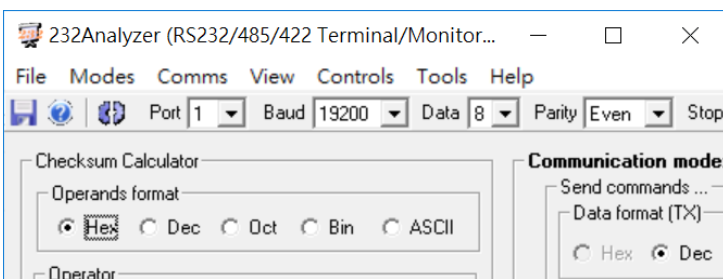 232Analyzer (RS232/485/422 Terminal/Monitor...
File Modes Comms View Controls Tools Help
Port 1 Baud 19200 Data 8 Parity Even Stop
Checksum Calculator
Operands format
Hex Dec Oct Bin ASCII
Operator
Communication mode
Send commands ...
Data format (TX)
Hex Dec